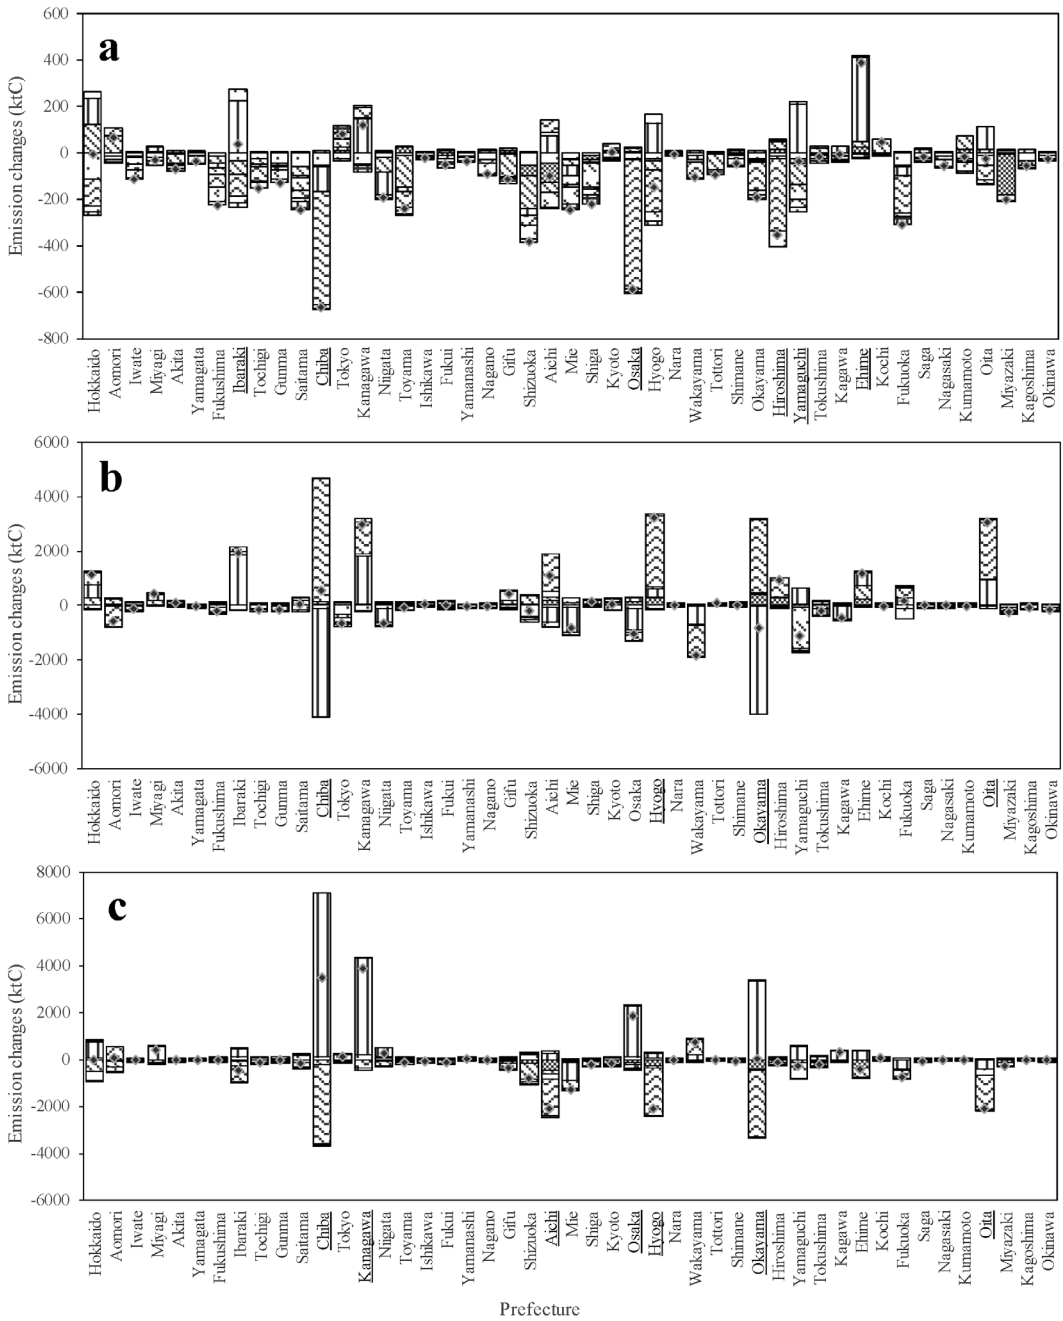 a
Emission changes (ktC)
600
400
200
0
-200
-400
-600
-800
Hokkaido
Aomori
Iwate
Miyagi
Akita
Yamagata
Fukushima
Ibaraki
Tochigi
Gunma
Saitama
Chiba
Tokyo
Kanagawa
Niigata
Toyama
Ishikawa
Fukui
Yamanashi
Nagano
Gifu
Shizuoka
Aichi
Mie
Shiga
Kyoto
Osaka
Hyogo
Nara
Wakayama
Tottori
Shimane
Okayama
Hiroshima
Yamaguchi
Tokushima
Kagawa
Ehime
Kochi
Fukuoka
Saga
Nagasaki
Kumamoto
Oita
Miyazaki
Kagoshima
Okinawa
b
Emission changes (ktC)
6000
4000
2000
0
-2000
-4000
-6000
Hokkaido
Aomori
Iwate
Miyagi
Akita
Yamagata
Fukushima
Ibaraki
Tochigi
Gunma
Saitama
Chiba
Tokyo
Kanagawa
Niigata
Toyama
Ishikawa
Fukui
Yamanashi
Nagano
Gifu
Shizuoka
Aichi
Mie
Shiga
Kyoto
Osaka
Hyogo
Nara
Wakayama
Tottori
Shimane
Okayama
Hiroshima
Yamaguchi
Tokushima
Kagawa
Ehime
Kochi
Fukuoka
Saga
Nagasaki
Kumamoto
Oita
Miyazaki
Kagoshima
Okinawa
c
Emission changes (ktC)
8000
6000
4000
2000
0
-2000
-4000
-6000
Hokkaido
Aomori
Iwate
Miyagi
Akita
Yamagata
Fukushima
Ibaraki
Tochigi
Gunma
Saitama
Chiba
Tokyo
Kanagawa
Niigata
Toyama
Ishikawa
Fukui
Yamanashi
Nagano
Gifu
Shizuoka
Aichi
Mie
Shiga
Kyoto
Osaka
Hyogo
Nara
Wakayama
Tottori
Shimane
Okayama
Hiroshima
Yamaguchi
Tokushima
Kagawa
Ehime
Kochi
Fukuoka
Saga
Nagasaki
Kumamoto
Oita
Miyazaki
Kagoshima
Okinawa
Prefecture